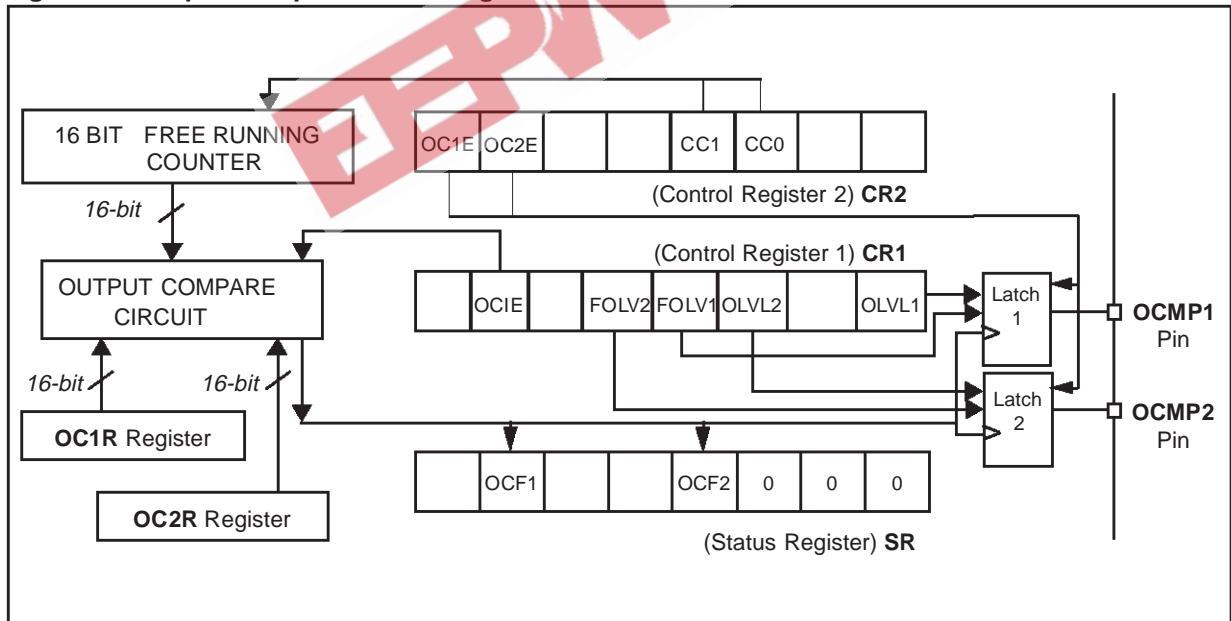 16 BIT FREE RUNNING
COUNTER
OC1E OC2E CC1 CC0
(Control Register 2) CR2
16-bit
(Control Register 1) CR1
OUTPUT COMPARE
CIRCUIT
OCIE FOLV2 FOLV1 OLVL2 OLVL1
Latch
1
OCMP1
Pin
16-bit 16-bit
Latch
2
OCMP2
Pin
OC1R Register
OCF1 OCF2 0 0 0
OC2R Register
(Status Register) SR